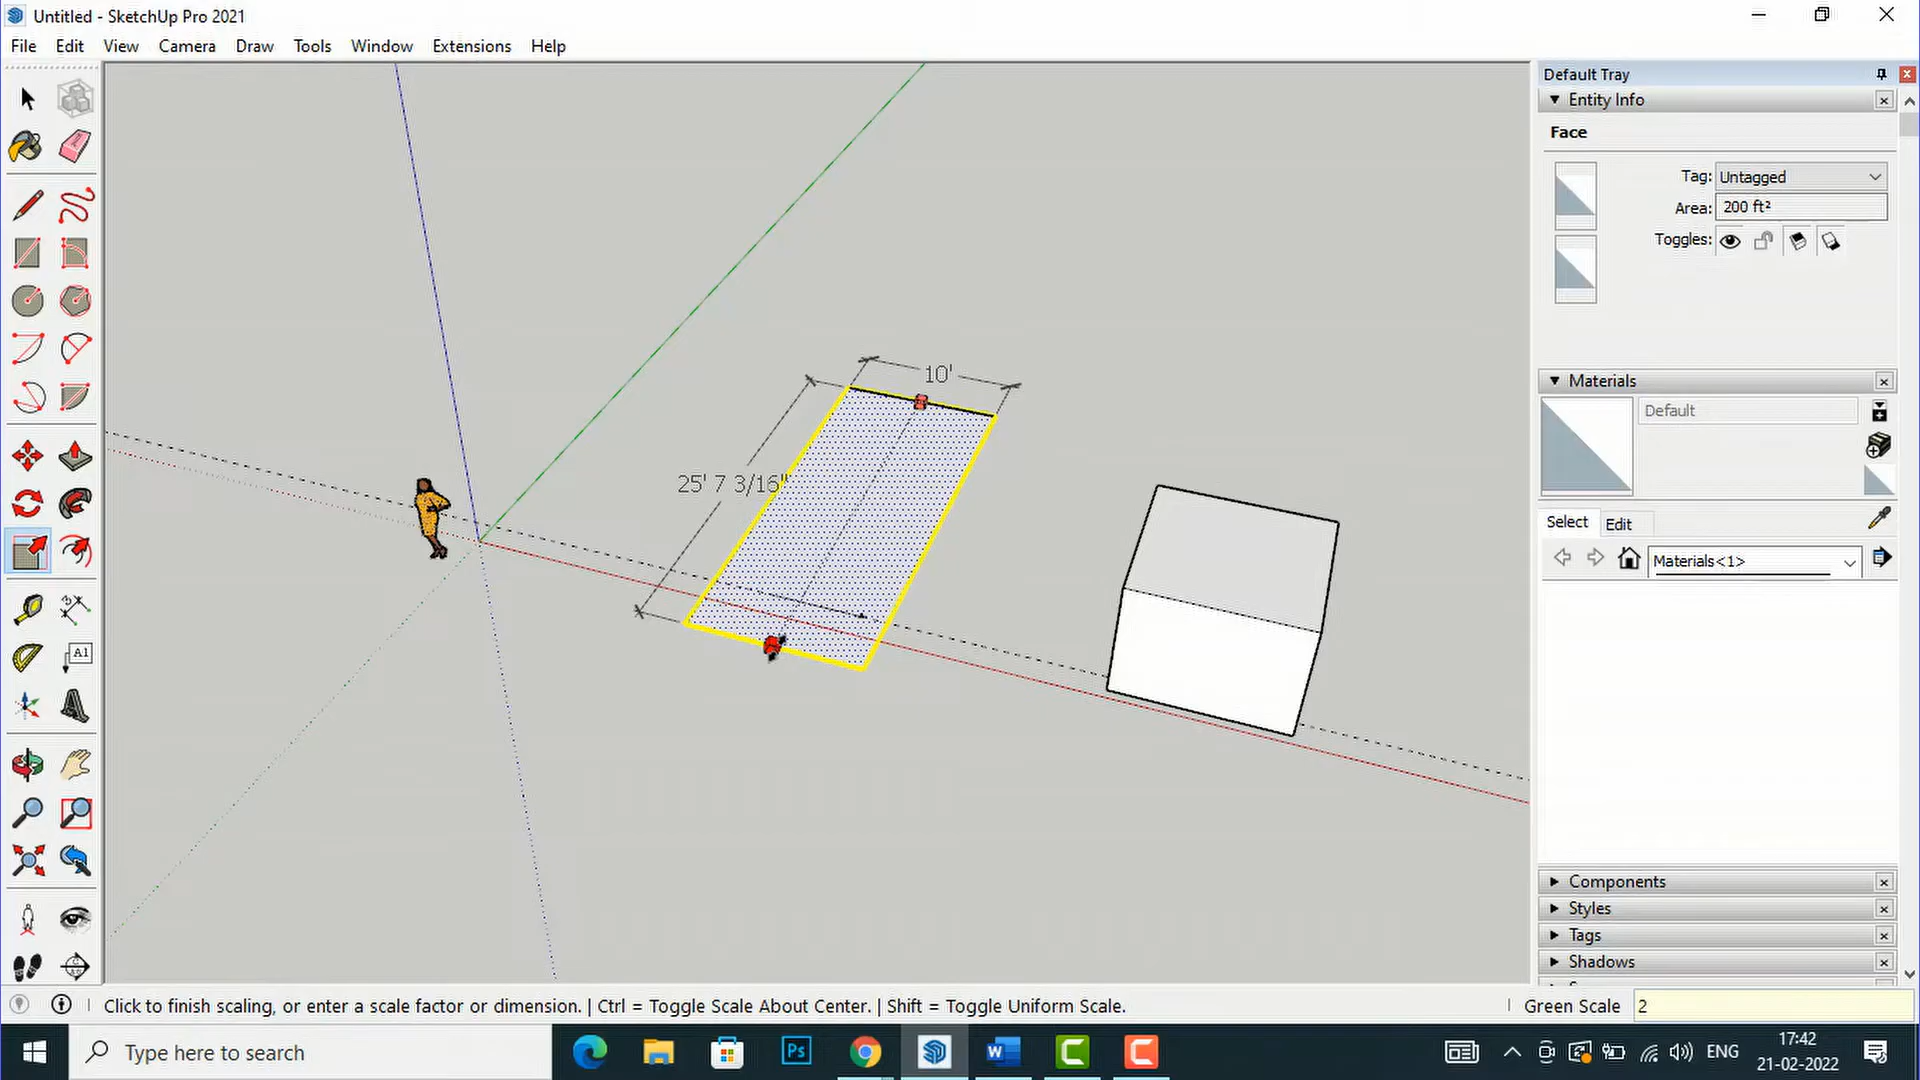 Untitled - SketchUp Pro 2021
File Edit View Camera Draw Tools Window Extensions Help
Default Tray
Entity Info
Face
Tag: Untagged
Area: 200 ft²
Toggles:
10'
25' 7 3/16"
Materials
Default
Select Edit
Materials<1>
A1
Components
Styles
Tags
Shadows
Click to finish scaling, or enter a scale factor or dimension. | Ctrl = Toggle Scale About Center. | Shift = Toggle Uniform Scale.
Green Scale 2
Type here to search
Ps
W
ENG
17:42
21-02-2022